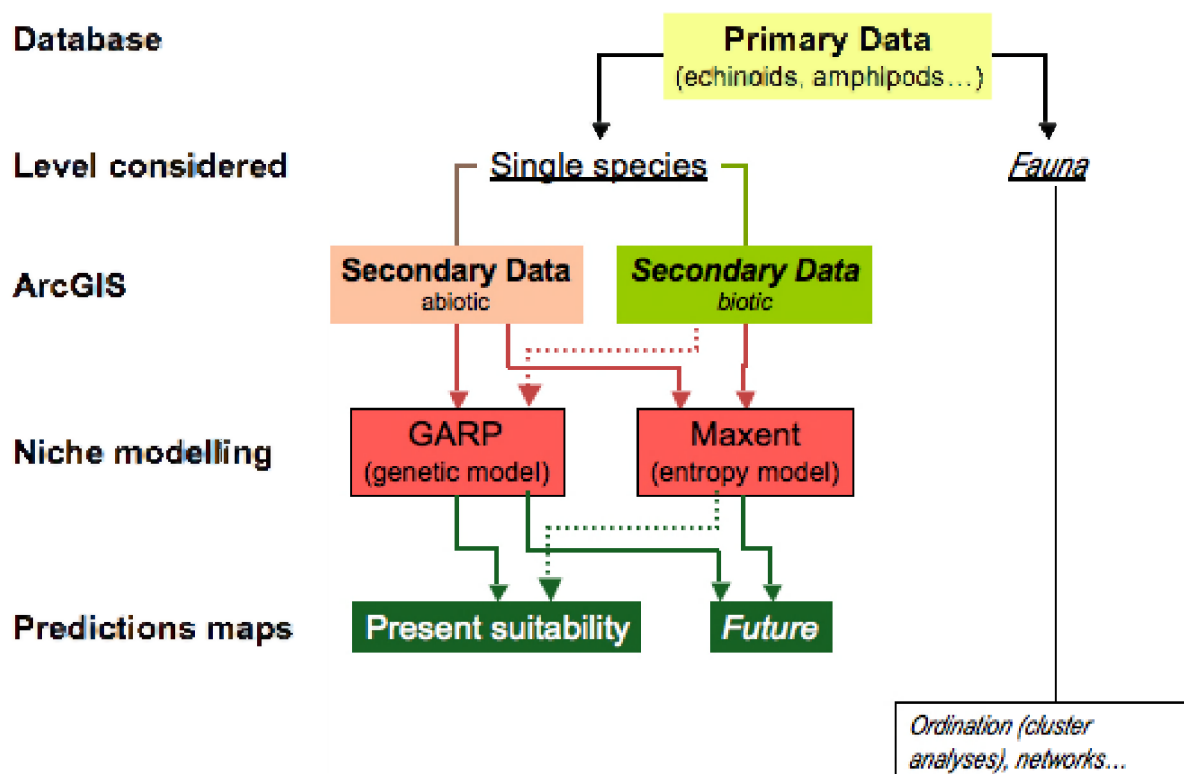 Database
Primary Data
(echinoids, amphipods...)
Level considered
Single species
Fauna
ArcGIS
Secondary Data
abiotic
Secondary Data
biotic
Niche modelling
GARP
(genetic model)
Maxent
(entropy model)
Predictions maps
Present suitability
Future
Ordination (cluster
analyses), networks...